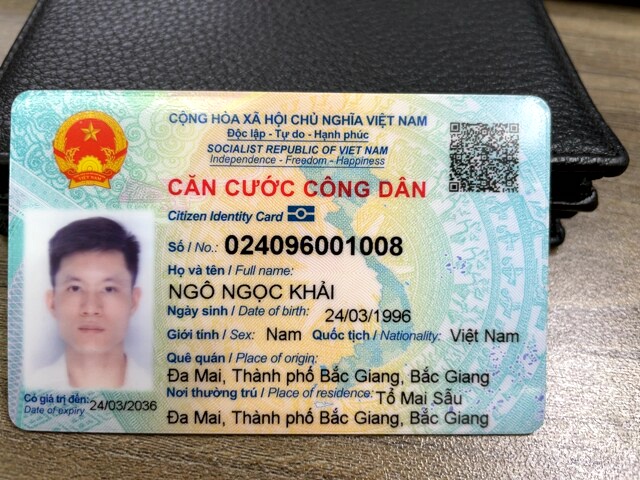 CỘNG HÒA XÃ HỘI CHỦ NGHĨA VIỆT NAM
Độc lập - Tự do - Hạnh phúc
SOCIALIST REPUBLIC OF VIET NAM
Independence - Freedom - Happiness
CĂN CƯỚC CÔNG DÂN
Citizen Identity Card
Số / No.: 024096001008
Họ và tên / Full name:
NGÔ NGỌC KHẢI
Ngày sinh / Date of birth: 24/03/1996
Giới tính / Sex: Nam Quốc tịch / Nationality: Việt Nam
Quê quán / Place of origin:
Đa Mai, Thành phố Bắc Giang, Bắc Giang
Nơi thường trú / Place of residence: Tổ Mai Sẫu
Đa Mai, Thành phố Bắc Giang, Bắc Giang
Có giá trị đến: 24/03/2036
Date of expiry